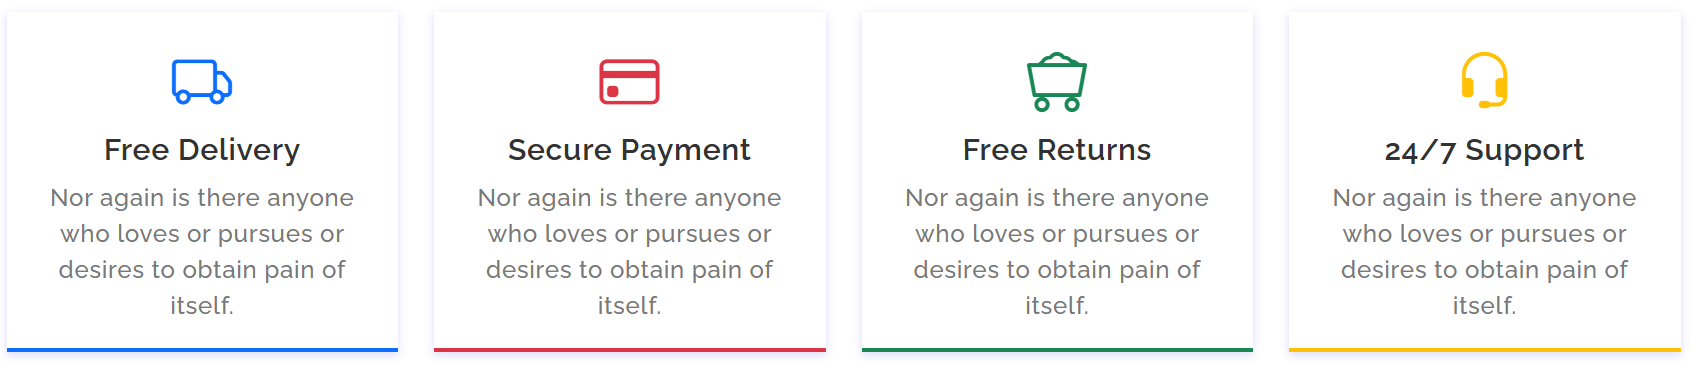 Free Delivery
Nor again is there anyone
who loves or pursues or
desires to obtain pain of
itself.
Secure Payment
Nor again is there anyone
who loves or pursues or
desires to obtain pain of
itself.
Free Returns
Nor again is there anyone
who loves or pursues or
desires to obtain pain of
itself.
24/7 Support
Nor again is there anyone
who loves or pursues or
desires to obtain pain of
itself.